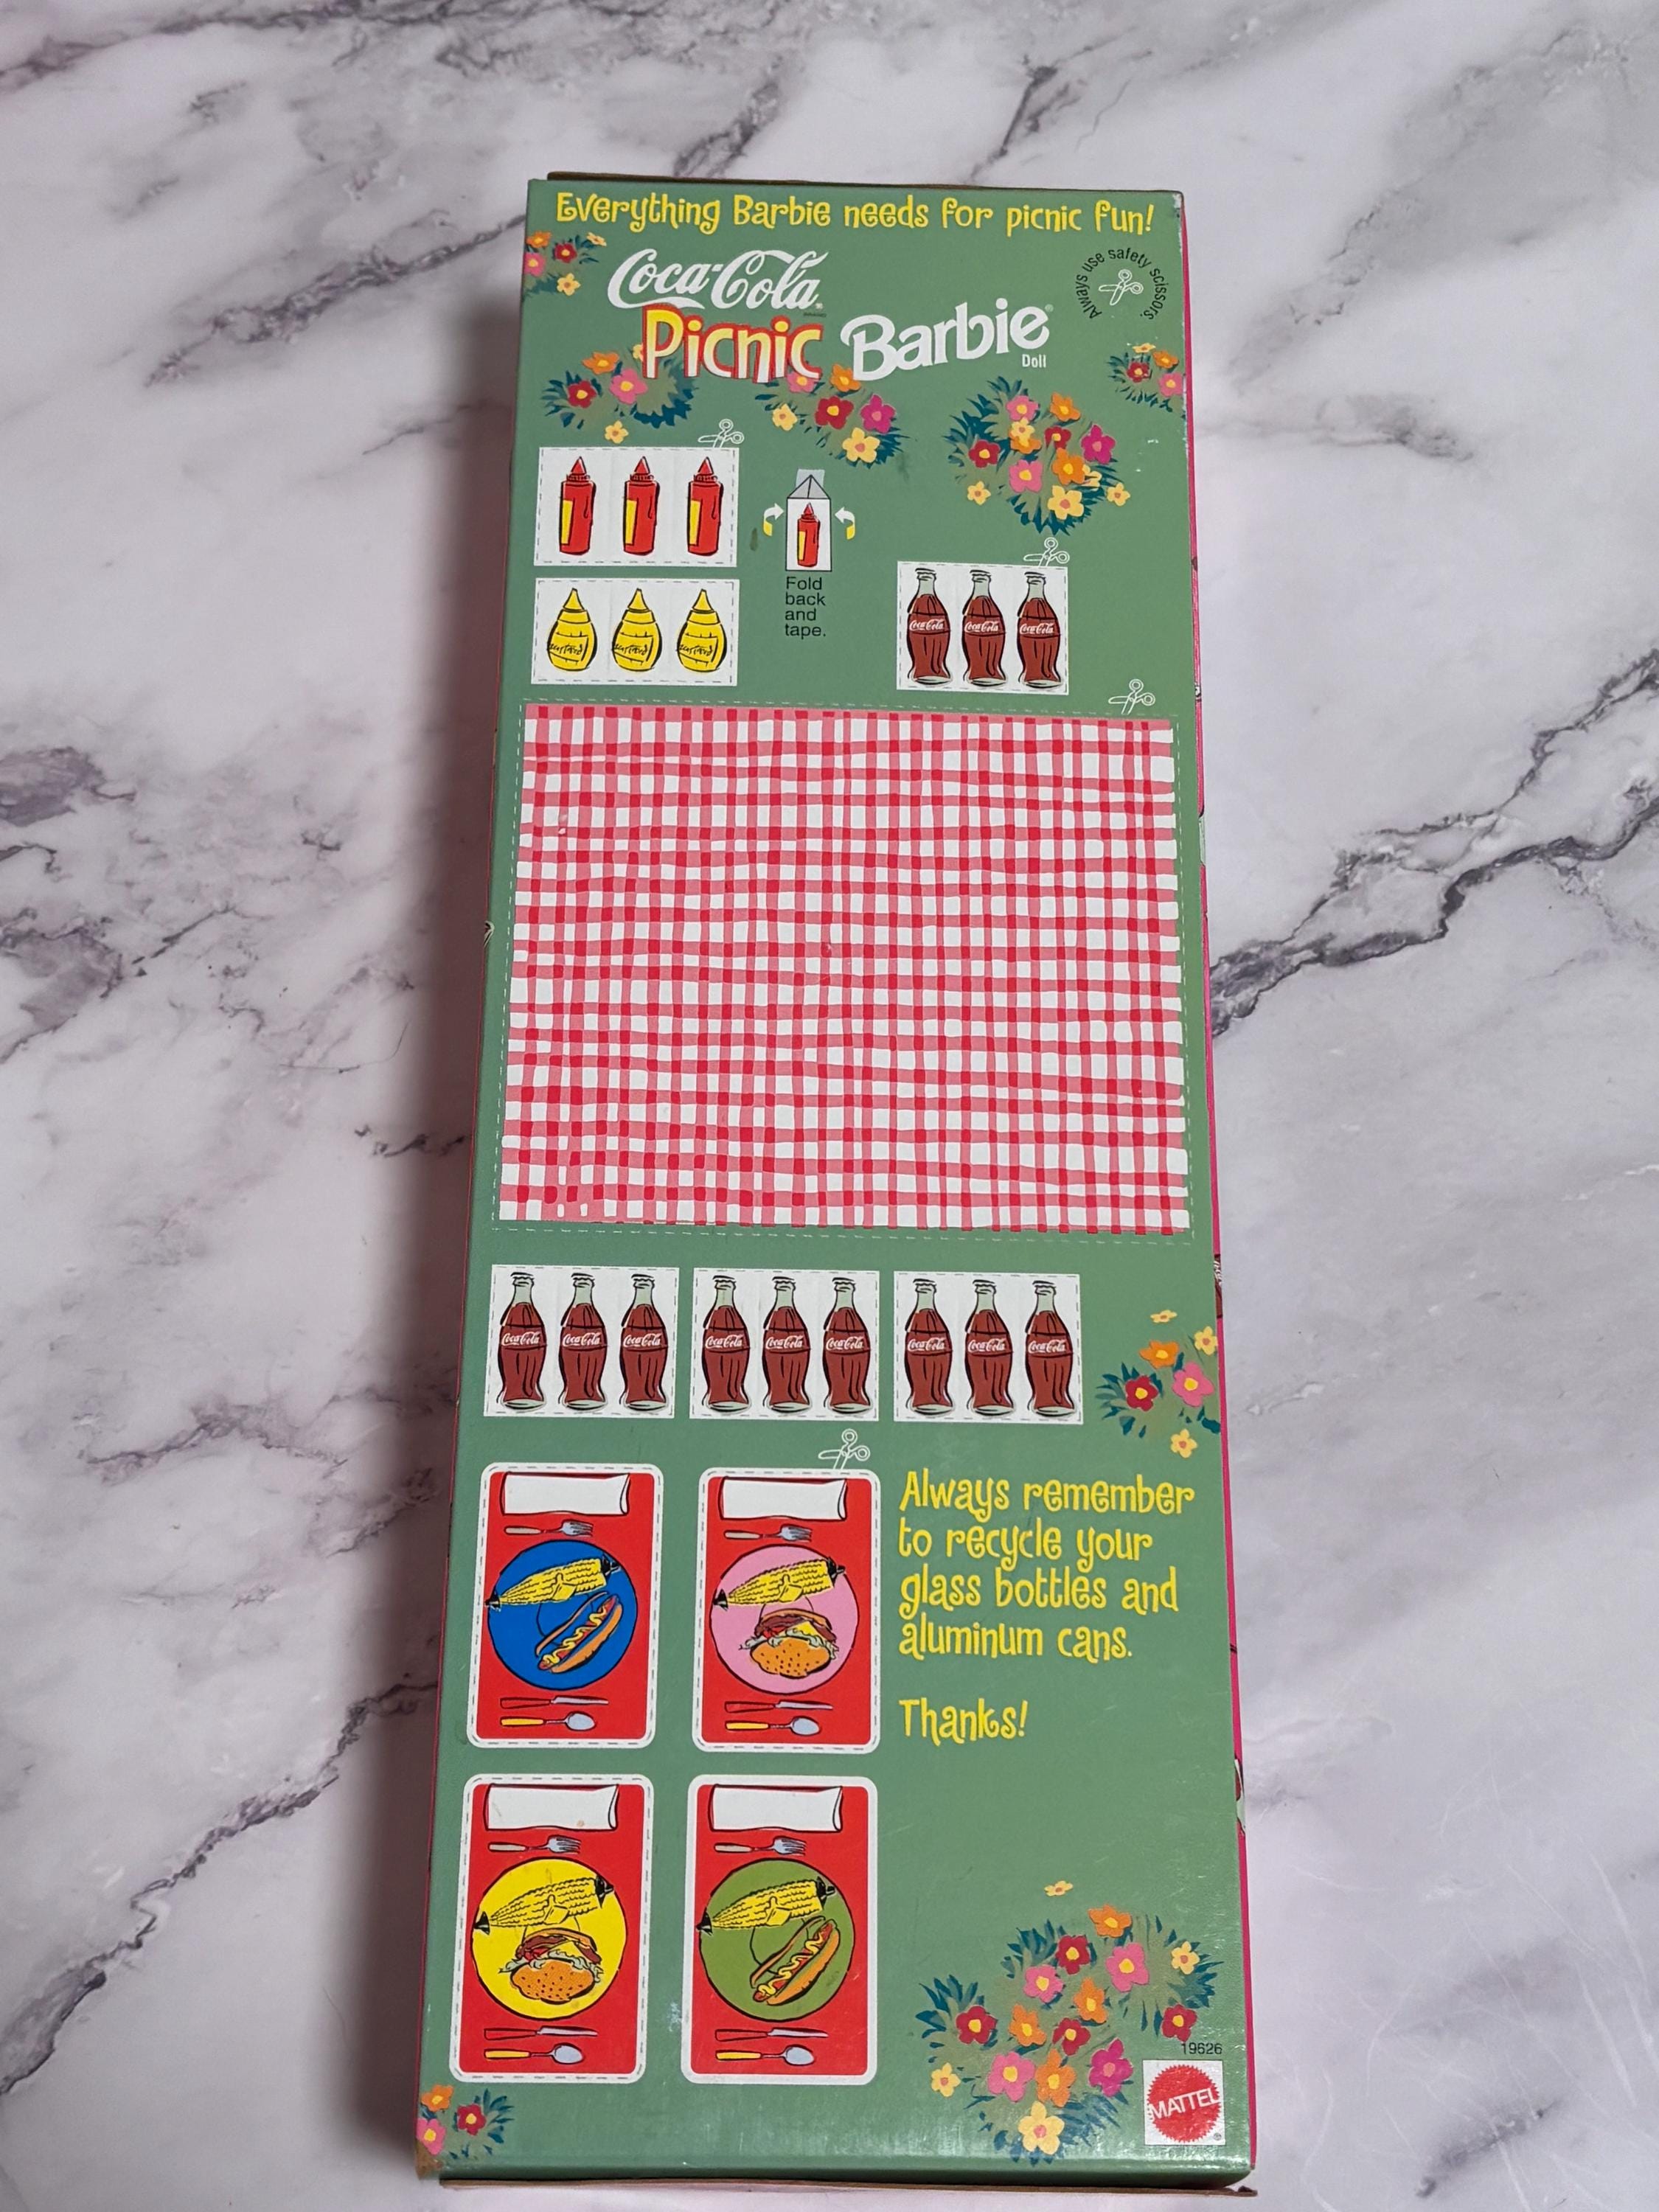 Everything Barbie needs for picnic fun!
Coca-Cola
Picnic Barbie®
Doll
Always use safety scissors.
Fold
back
and
tape.
Coca-Cola Coca-Cola Coca-Cola
Coca-Cola Coca-Cola Coca-Cola Coca-Cola Coca-Cola Coca-Cola Coca-Cola Coca-Cola Coca-Cola
Always remember
to recycle your
glass bottles and
aluminum cans.
Thanks!
19626
MATTEL